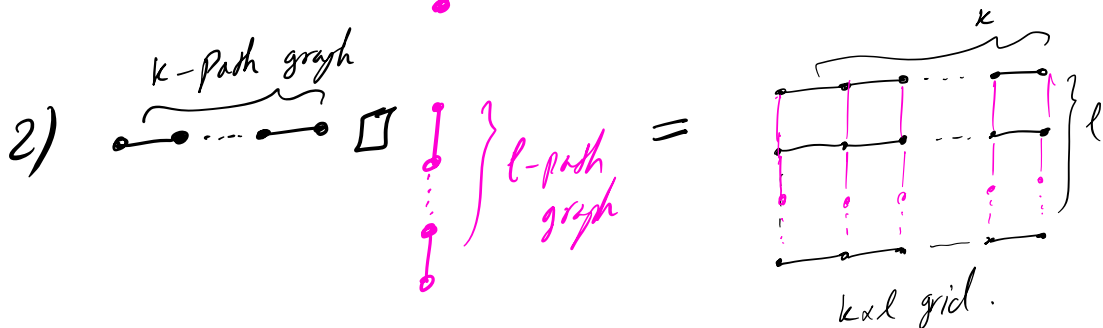 2) k-Path graph □ l-path graph = k l
k×l grid.